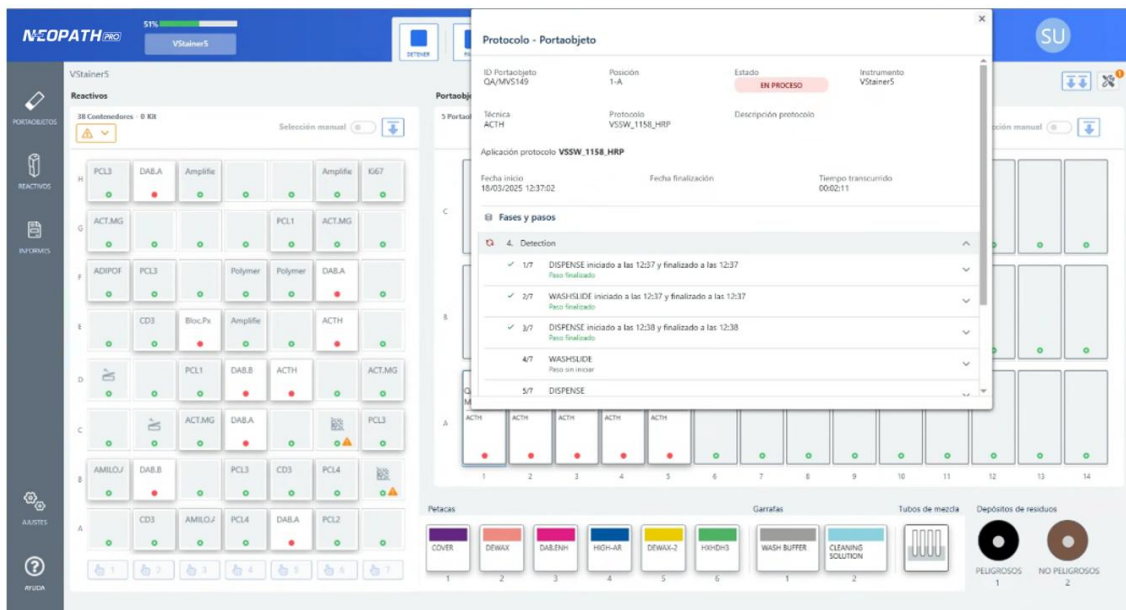 NEOPATH PRO
51%
VStainer5
DETENER
SU
VStainer5
Reactivos
38 Contenedores - 0 Kit
Selección manual
PORTAOBJETOS
REACTIVOS
INFORMES
AJUSTES
AYUDA
H
PCL3
DAB.A
Amplifie
Amplifie
Ki67
G
ACT.MG
PCL1
ACT.MG
F
ADIPOF
PCL3
Polymer
Polymer
DAB.A
E
CD3
Bloc.Px
Amplifie
ACTH
D
PCL1
DAB.B
ACTH
ACT.MG
C
ACT.MG
DAB.A
PCL3
B
AMILO./
DAB.B
PCL3
CD3
PCL4
A
CD3
AMILO.J
PCL4
DAB.A
PCL2
1
2
3
4
5
6
7
Protocolo - Portaobjeto
ID Portaobjeto
QA/MVS149
Posición
1-A
Estado
EN PROCESO
Instrumento
VStainer5
Técnica
ACTH
Protocolo
VSSW_1158_HRP
Descripción protocolo
Aplicación protocolo VSSW_1158_HRP
Fecha inicio
18/03/2025 12:37:02
Fecha finalización
Tiempo transcurrido
00:02:11
Fases y pasos
4. Detection
1/7 DISPENSE iniciado a las 12:37 y finalizado a las 12:37
Paso finalizado
2/7 WASHSLIDE iniciado a las 12:37 y finalizado a las 12:37
Paso finalizado
3/7 DISPENSE iniciado a las 12:38 y finalizado a las 12:38
Paso finalizado
4/7 WASHSLIDE
Paso sin iniciar
5/7 DISPENSE
Portaobje
5 Portaol
ción manual
C
B
A
ACTH
ACTH
ACTH
ACTH
ACTH
1
2
3
4
5
6
7
8
9
10
11
12
13
14
Petacas
COVER
DEWAX
DAB.ENH
HIGH-AR
DEWAX-2
HXHDH3
1
2
3
4
5
6
Garrafas
WASH BUFFER
CLEANING
SOLUTION
1
2
Tubos de mezcla
Depósitos de residuos
PELIGROSOS
1
NO PELIGROSOS
2